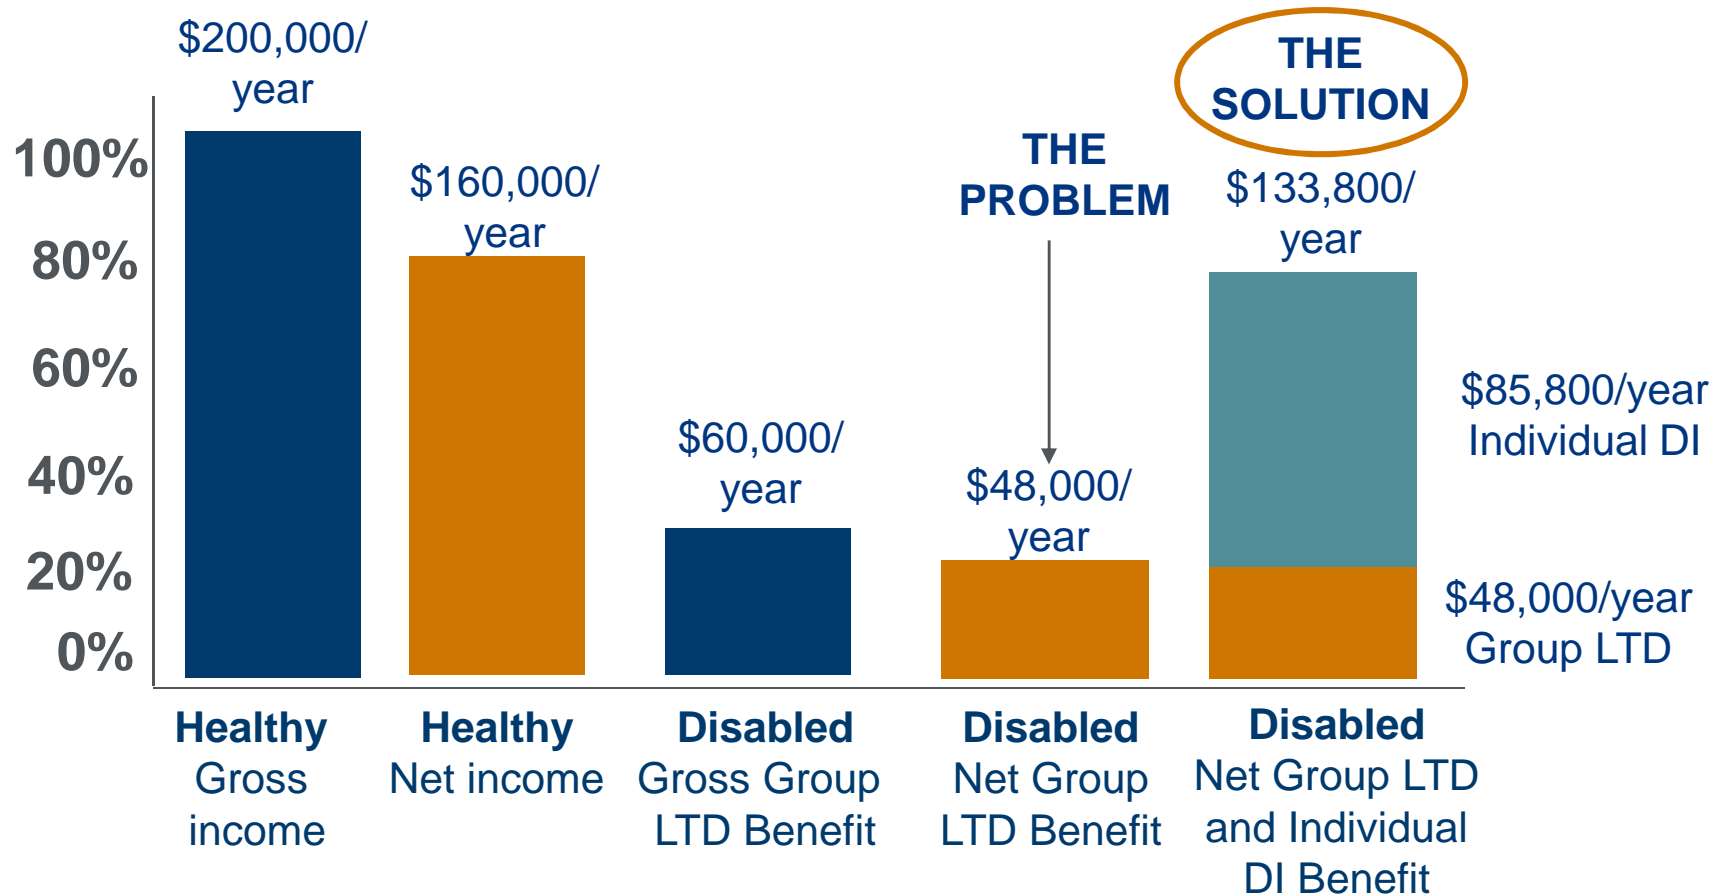 $200,000/
year
100%
80%
60%
40%
20%
0%
$160,000/
year
$60,000/
year
THE
PROBLEM
$48,000/
year
THE
SOLUTION
$133,800/
year
$85,800/year
Individual DI
$48,000/year
Group LTD
Healthy
Gross
income
Healthy
Net income
Disabled
Gross Group
LTD Benefit
Disabled
Net Group
LTD Benefit
Disabled
Net Group LTD
and Individual
DI Benefit